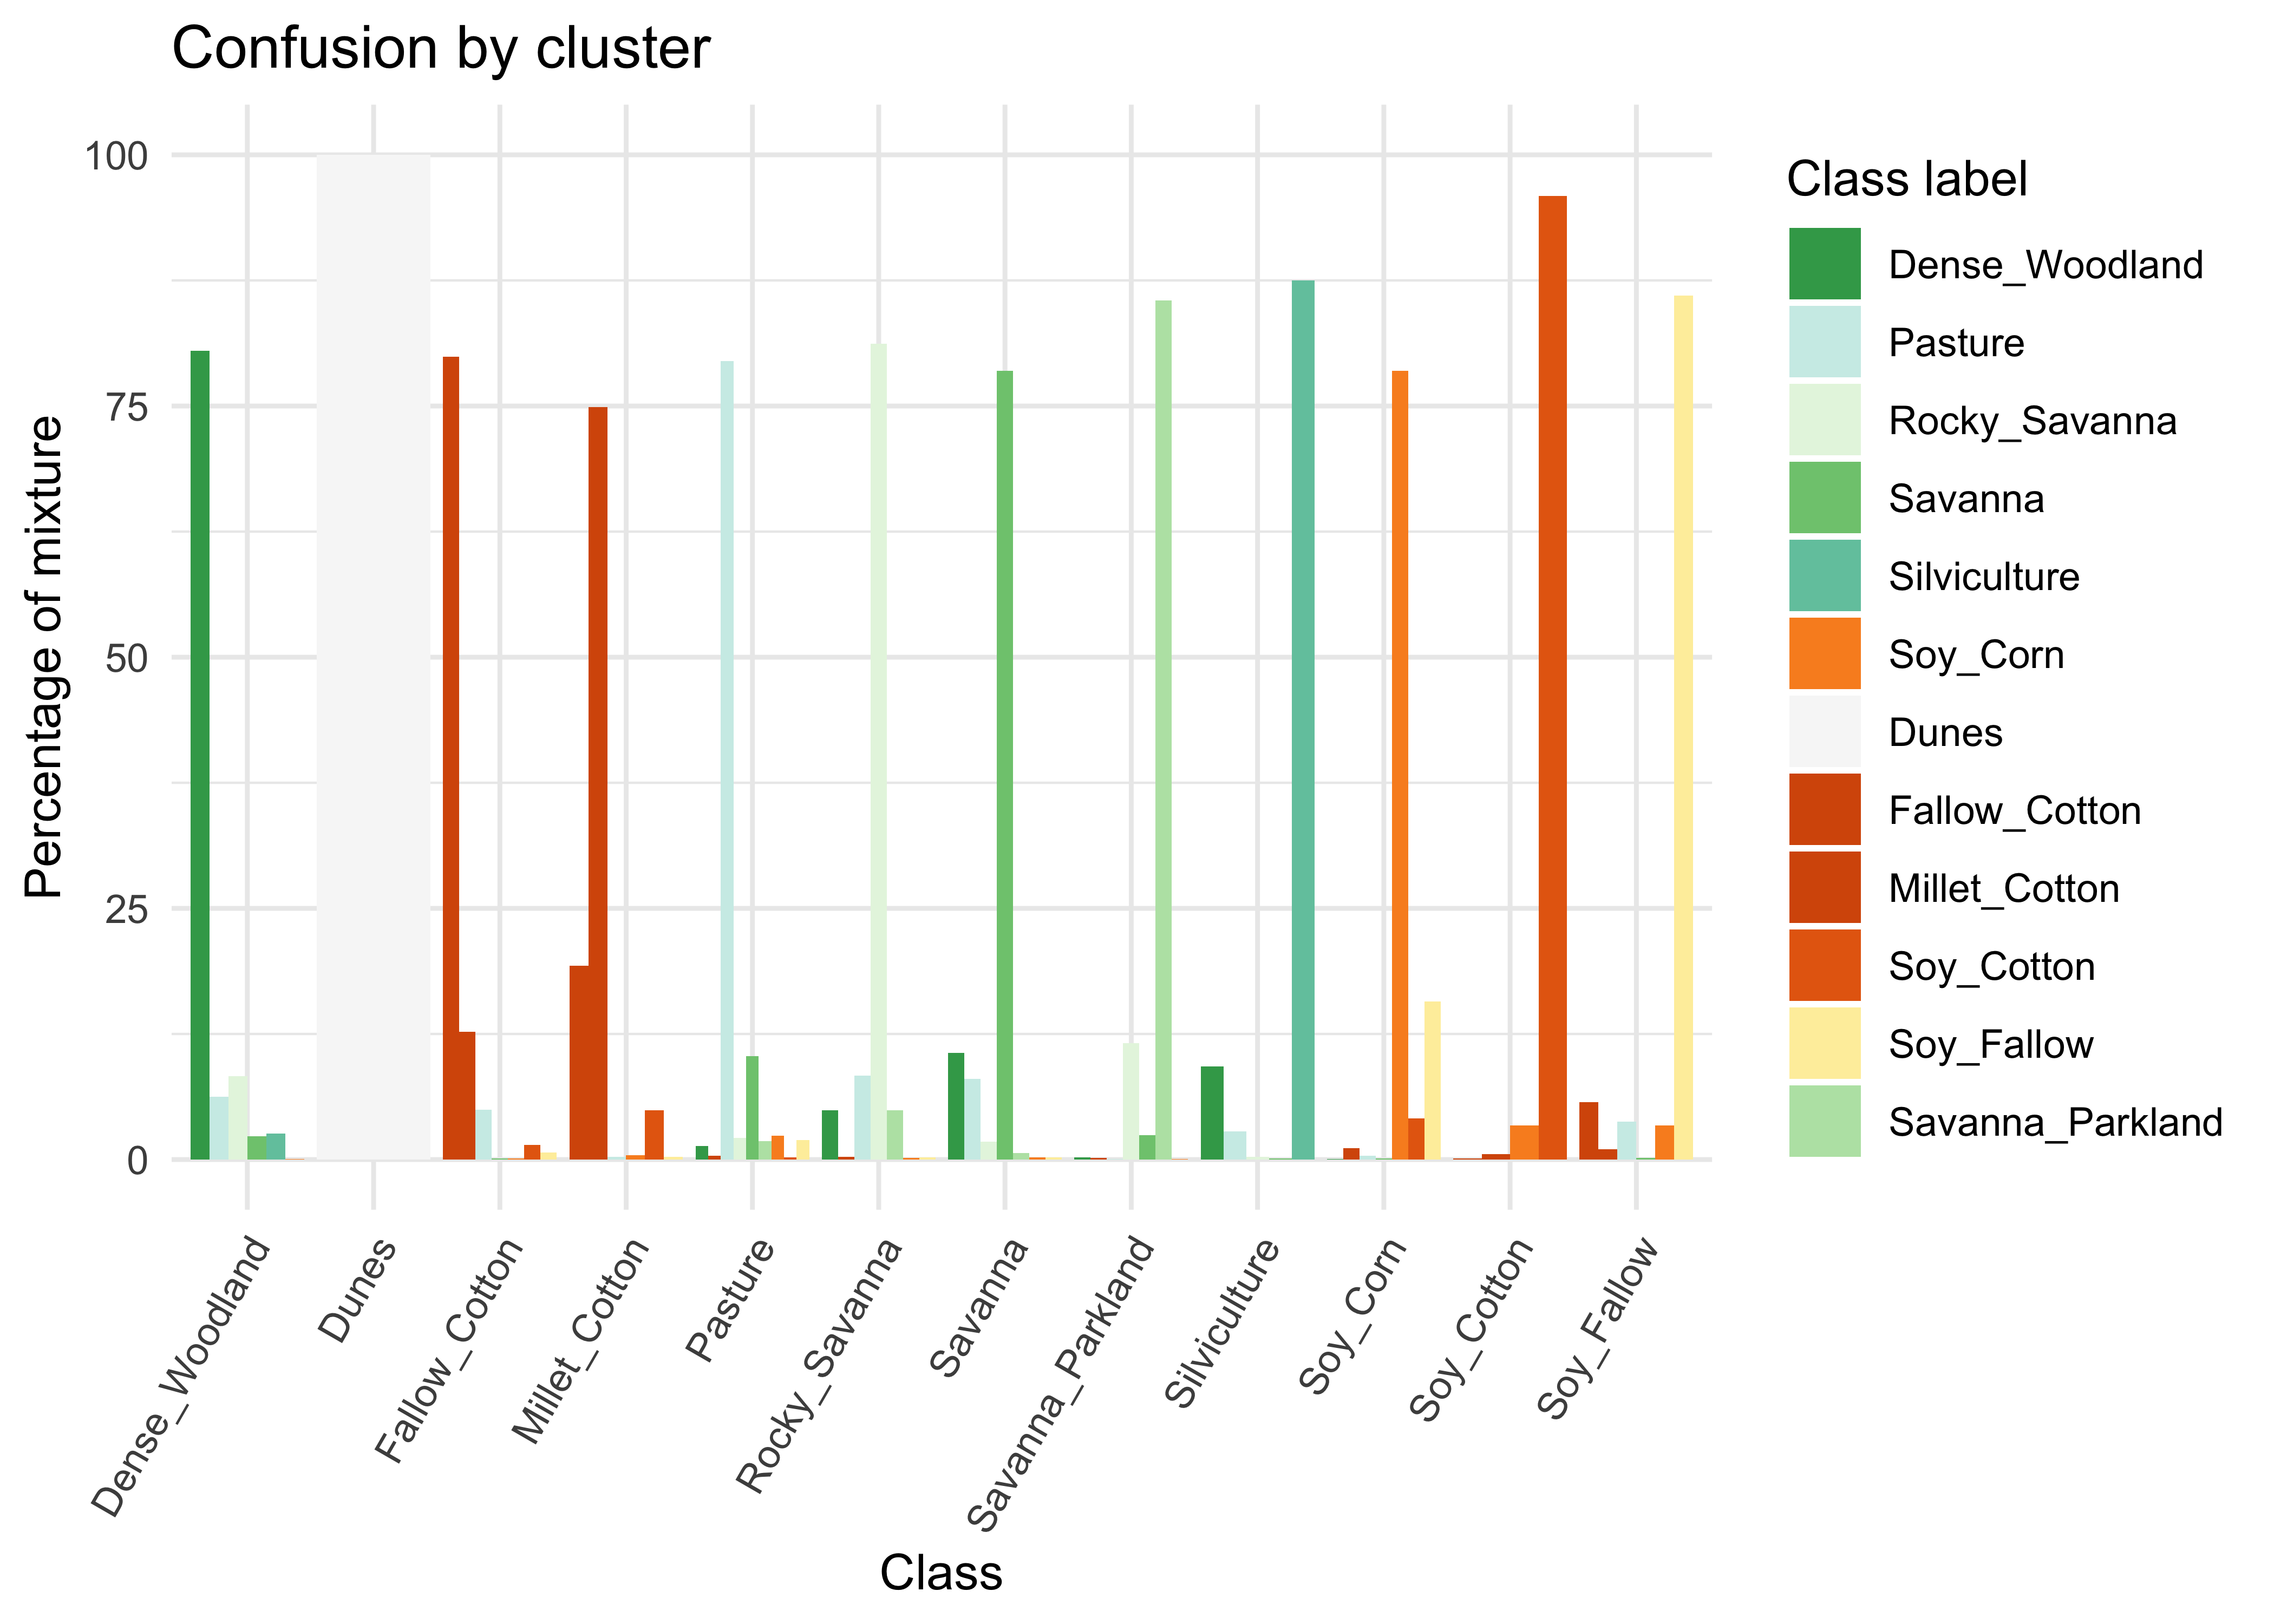 Confusion by cluster
Percentage of mixture
100
75
50
25
0
Dense_Woodland
Dunes
Fallow_Cotton
Millet_Cotton
Pasture
Rocky_Savanna
Savanna
Savanna_Parkland
Silviculture
Soy_Corn
Soy_Cotton
Soy_Fallow
Class
Class label
Dense_Woodland
Pasture
Rocky_Savanna
Savanna
Silviculture
Soy_Corn
Dunes
Fallow_Cotton
Millet_Cotton
Soy_Cotton
Soy_Fallow
Savanna_Parkland